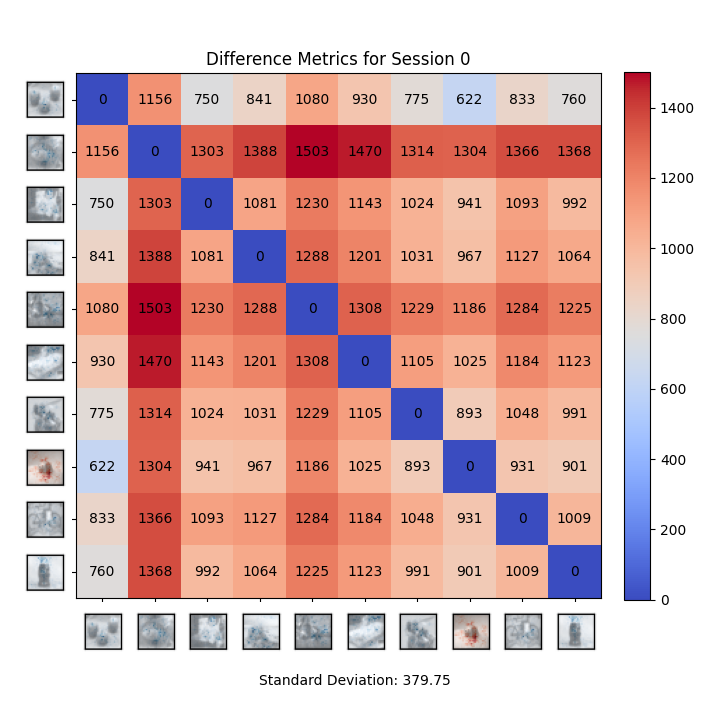 Difference Metrics for Session 0
0 1156 750 841 1080 930 775 622 833 760
1156 0 1303 1388 1503 1470 1314 1304 1366 1368
750 1303 0 1081 1230 1143 1024 941 1093 992
841 1388 1081 0 1288 1201 1031 967 1127 1064
1080 1503 1230 1288 0 1308 1229 1186 1284 1225
930 1470 1143 1201 1308 0 1105 1025 1184 1123
775 1314 1024 1031 1229 1105 0 893 1048 991
622 1304 941 967 1186 1025 893 0 931 901
833 1366 1093 1127 1284 1184 1048 931 0 1009
760 1368 992 1064 1225 1123 991 901 1009 0
1400
1200
1000
800
600
400
200
0
Standard Deviation: 379.75